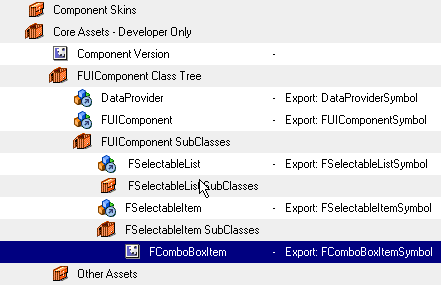 Component Skins
Core Assets - Developer Only
Component Version -
FUIComponent Class Tree
DataProvider - Export: DataProviderSymbol
FUIComponent - Export: FUIComponentSymbol
FUIComponent SubClasses
FSelectableList - Export: FSelectableListSymbol
FSelectableList SubClasses
FSelectableItem - Export: FSelectableItemSymbol
FSelectableItem SubClasses
FComboBoxItem - Export: FComboBoxItemSymbol
Other Assets